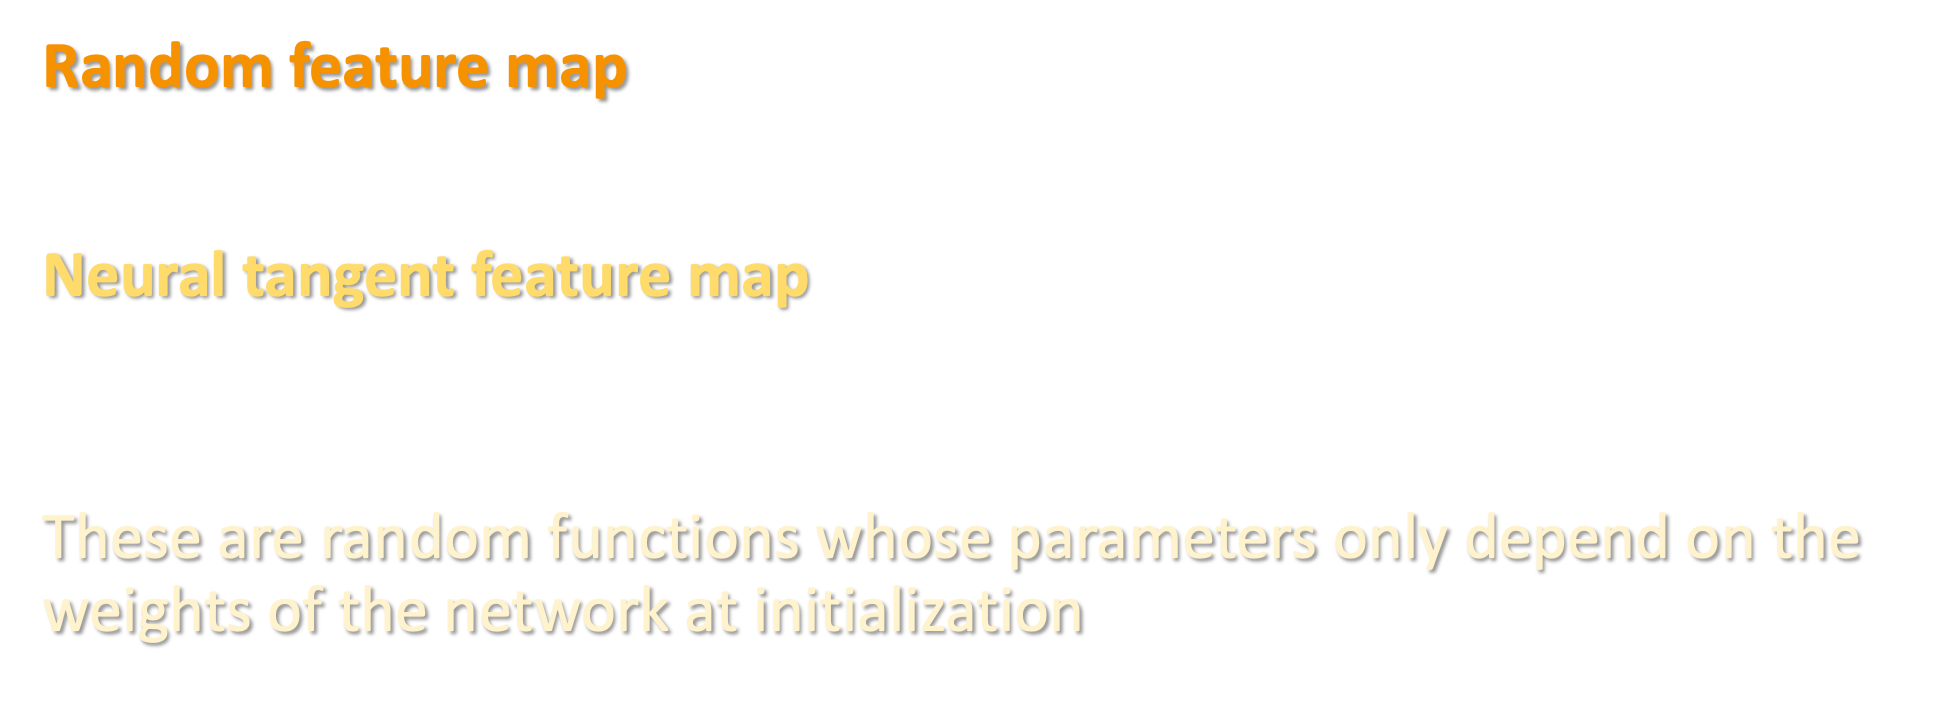 Random feature map
Neural tangent feature map
These are random functions whose parameters only depend on the
weights of the network at initialization